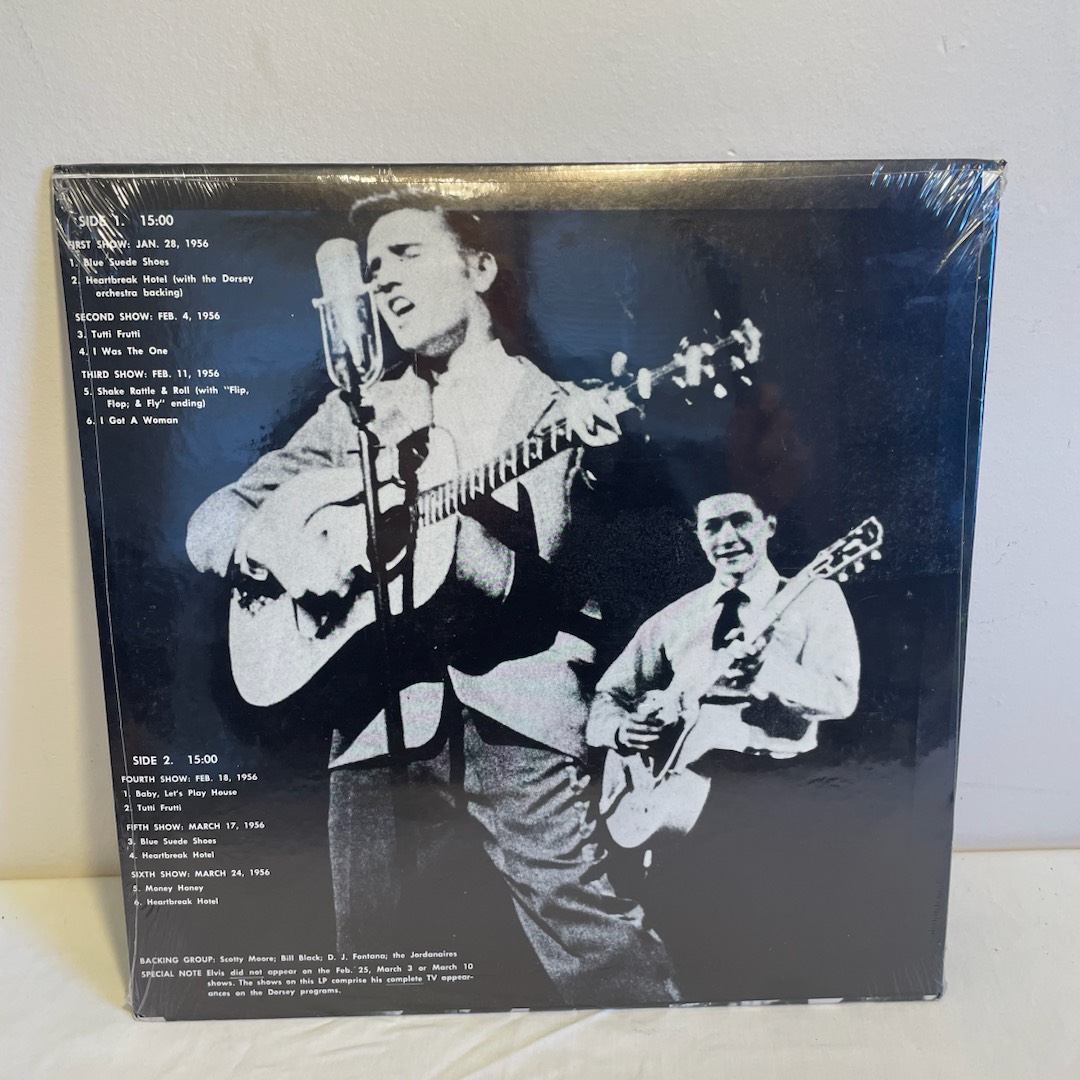 SIDE 1. 15:00
FIRST SHOW: JAN. 28, 1956
1. Blue Suede Shoes
2. Heartbreak Hotel (with the Dorsey
orchestra backing)
SECOND SHOW: FEB. 4, 1956
3. Tutti Frutti
4. I Was The One
THIRD SHOW: FEB. 11, 1956
5. Shake Rattle & Roll (with "Flip,
Flop; & Fly" ending)
6. I Got A Woman
SIDE 2. 15:00
FOURTH SHOW: FEB. 18, 1956
1. Baby, Let's Play House
2. Tutti Frutti
FIFTH SHOW: MARCH 17, 1956
3. Blue Suede Shoes
4. Heartbreak Hotel
SIXTH SHOW: MARCH 24, 1956
5. Money Honey
6. Heartbreak Hotel
BACKING GROUP: Scotty Moore; Bill Black; D. J. Fontana; the Jordanaires
SPECIAL NOTE Elvis did not appear on the Feb. 25, March 3 or March 10
shows. The shows on this LP comprise his complete TV appear-
ances on the Dorsey programs.